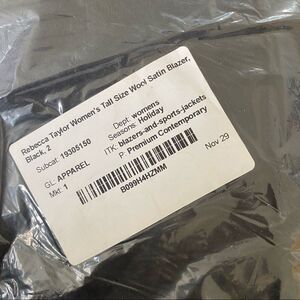 Rebecca Taylor Women's Tall Size Wool Satin Blazer,
Black, 2
Dept: womens
Subcat: 19305150
Seasons: Holiday
ITK: blazers-and-sports-jackets
GL: APPAREL
P: Premium Contemporary
Mkt: 1
Nov 29
B099H4HZMM